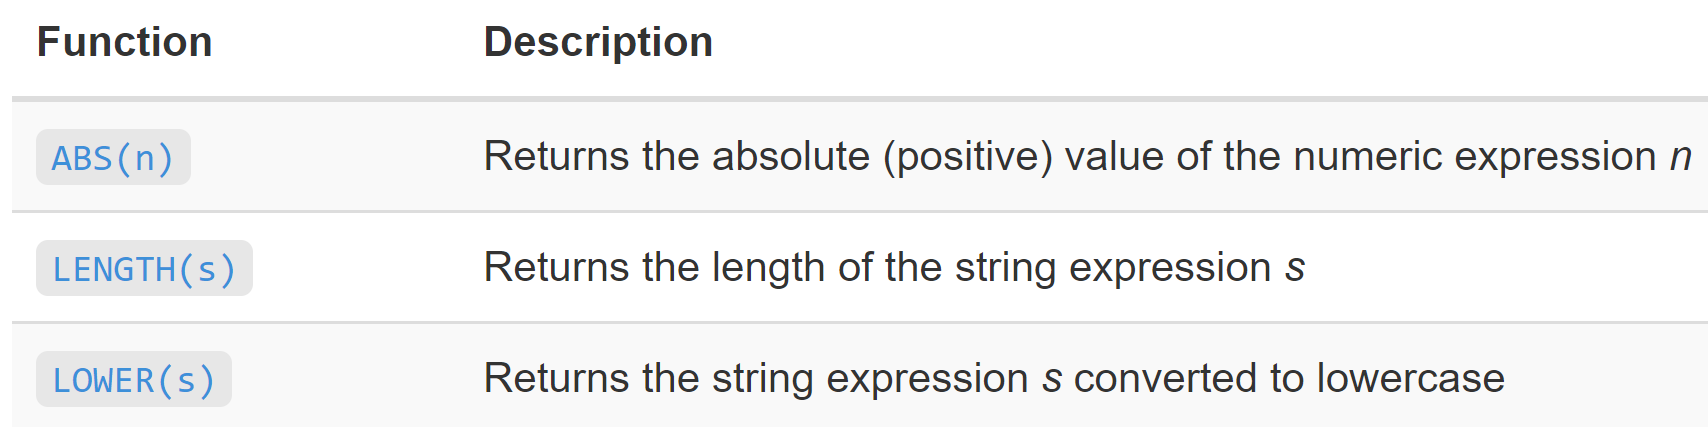 Function Description
ABS(n) Returns the absolute (positive) value of the numeric expression n
LENGTH(s) Returns the length of the string expression s
LOWER(s) Returns the string expression s converted to lowercase